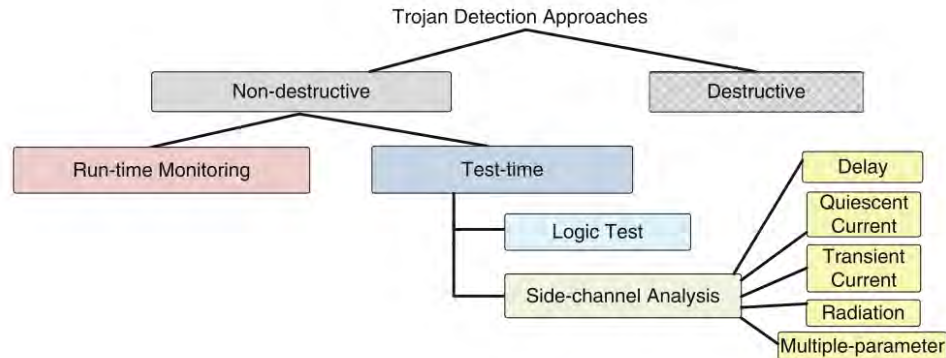 Trojan Detection Approaches
Non-destructive
Destructive
Run-time Monitoring
Test-time
Delay
Quiescent
Current
Logic Test
Transient
Current
Side-channel Analysis
Radiation
Multiple-parameter